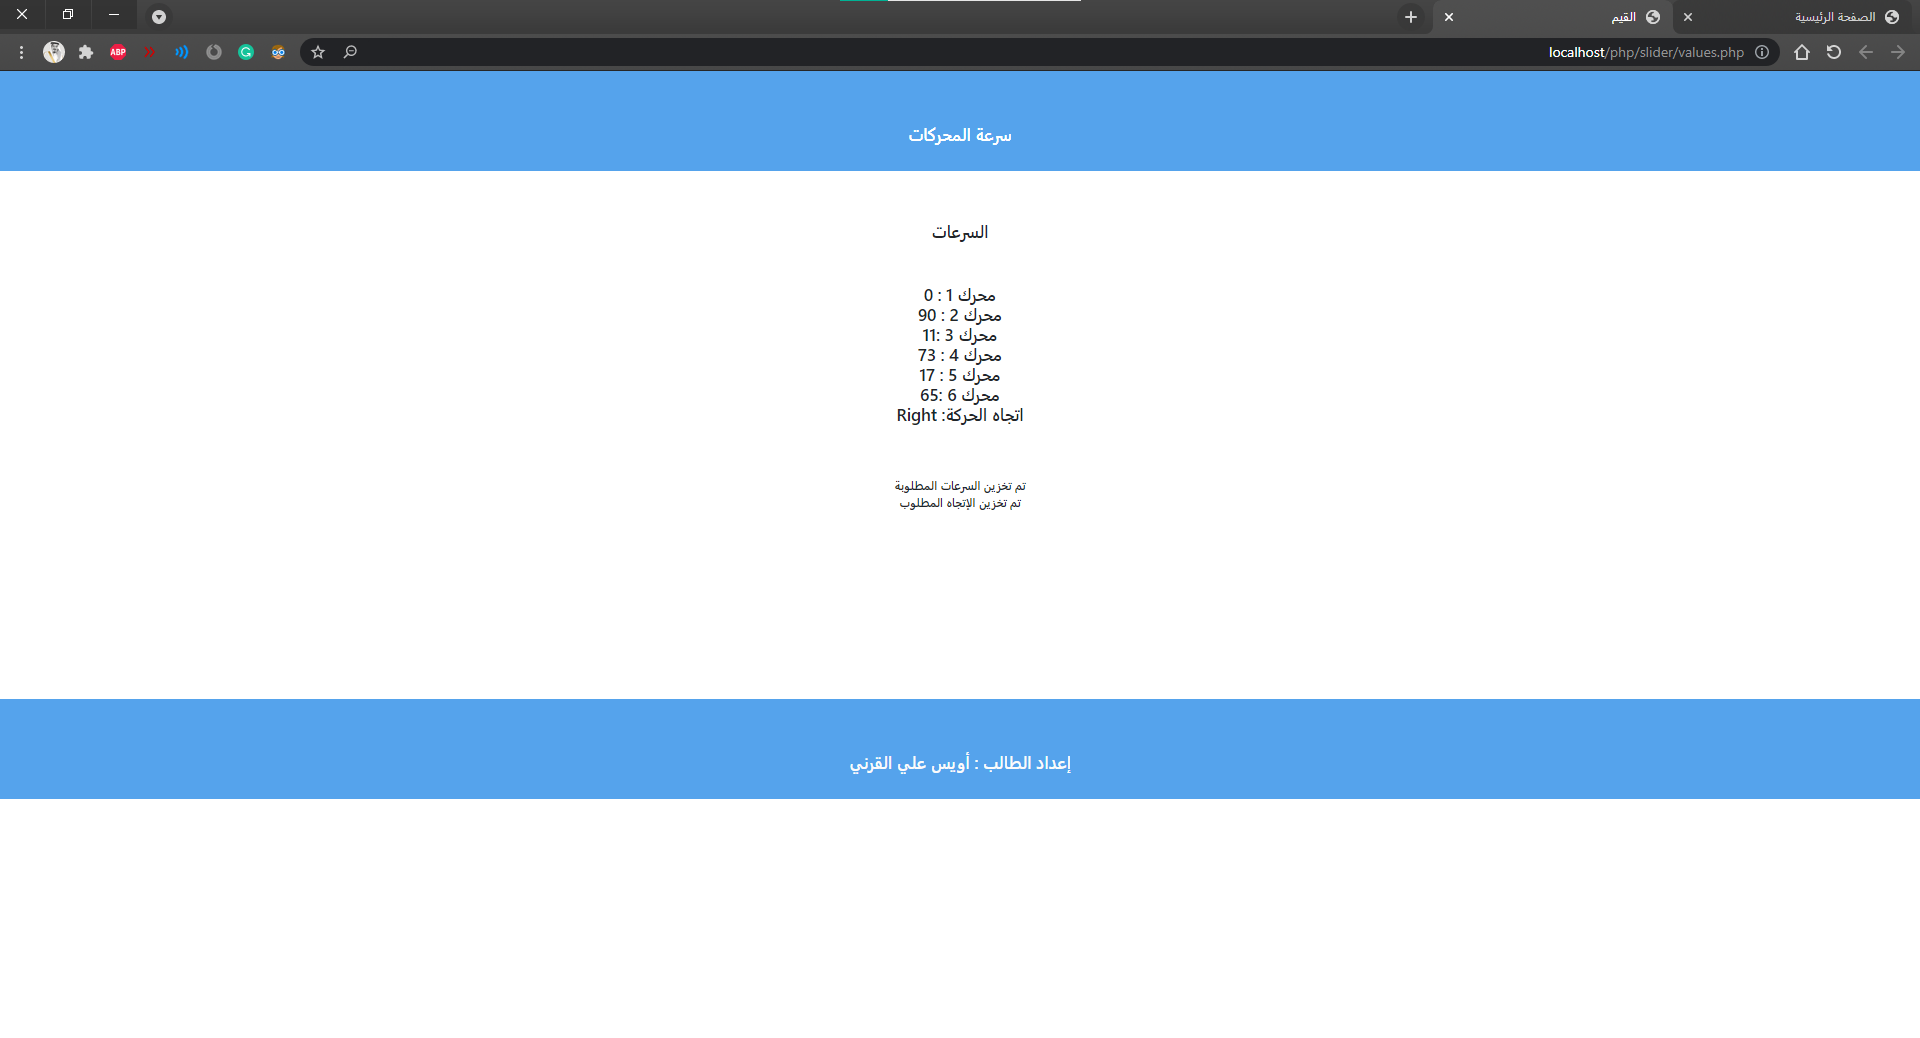 الصفحة الرئيسية
القيم
localhost/php/slider/values.php
ABP
سرعة المحركات
السرعات
محرك 1 : 0
محرك 2 : 90
محرك 3 :11
محرك 4 : 73
محرك 5 : 17
محرك 6 :65
اتجاه الحركة: Right
تم تخزين السرعات المطلوبة
تم تخزين الإتجاه المطلوب
إعداد الطالب : أويس علي القرني